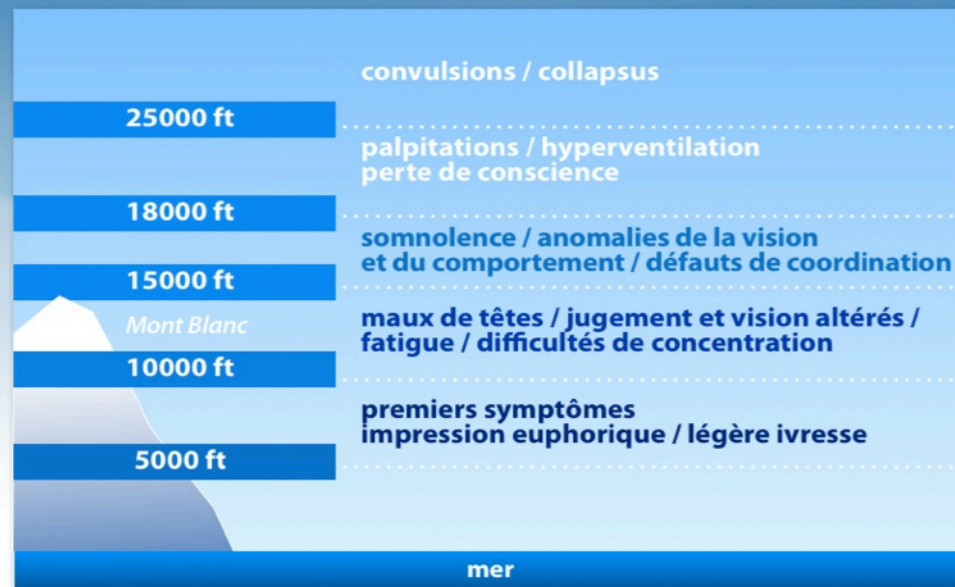 convulsions / collapsus
25000 ft
palpitations / hyperventilation
perte de conscience
18000 ft
somnolence / anomalies de la vision
et du comportement / défauts de coordination
15000 ft
Mont Blanc
maux de têtes / jugement et vision altérés /
fatigue / difficultés de concentration
10000 ft
premiers symptômes
impression euphorique / légère ivresse
5000 ft
mer